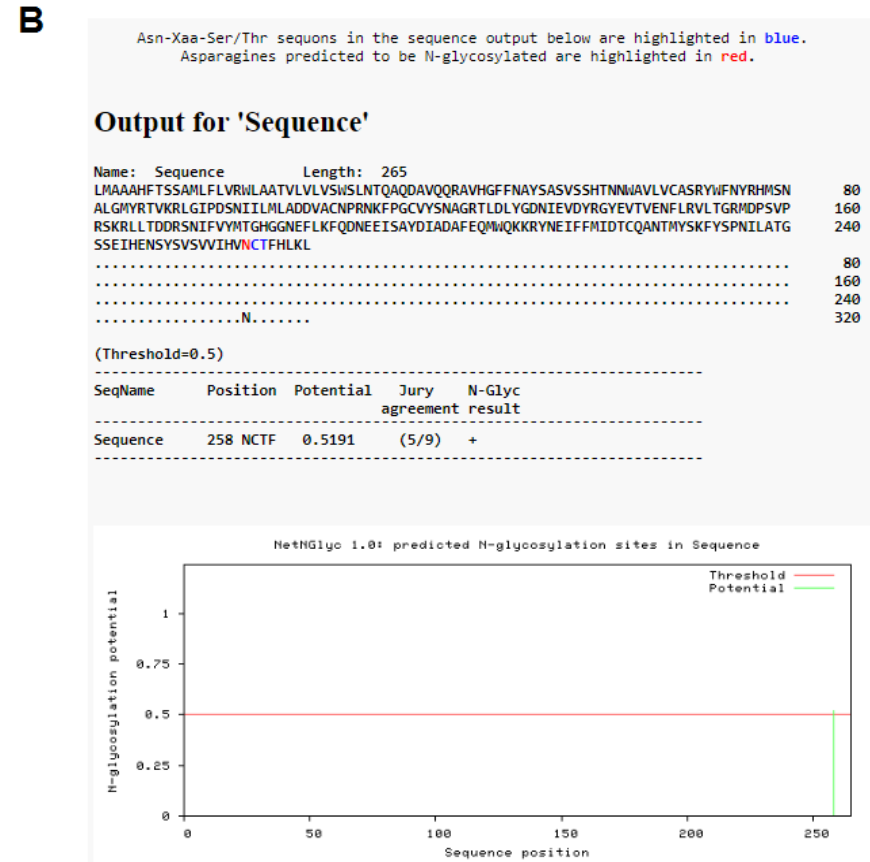 B
Asn-Xaa-Ser/Thr sequons in the sequence output below are highlighted in blue.
Asparagines predicted to be N-glycosylated are highlighted in red.
Output for 'Sequence'
Name: Sequence Length: 265
LMAAAHFTSSAMLFLVRWLAATVLVLVSWSLNTQAQDAVQQRAVHGFFNAYSASVSSHTNNWAVLVCASRYWFNYRHMSN 80
ALGMYRTVKRLGIPDSNIILMLADDVACNPRNKFPGCVYSNAGRTLDLYGDNIEVDYRGYEVTVENFLRVLTGRMDPSVP 160
RSKRLLTDDRSNIFVYMTGHGGNEFLKFQDNEEISAYDIADAFEQMWQKKRYNEIFFMIDTCQANTMYSKFYSPNILATG 240
SSEIHENSYSVSVVIHVNCTFHLKL
................................................................................ 80
................................................................................ 160
................................................................................ 240
.................N....... 320
(Threshold=0.5)
----------------------------------------------------------------------
SeqName Position Potential Jury N-Glyc
agreement result
----------------------------------------------------------------------
Sequence 258 NCTF 0.5191 (5/9) +
----------------------------------------------------------------------
NetNGlyc 1.0: predicted N-glycosylation sites in Sequence
Threshold
Potential
N-glycosylation potential
1
0.75
0.5
0.25
0
0 50 100 150 200 250
Sequence position